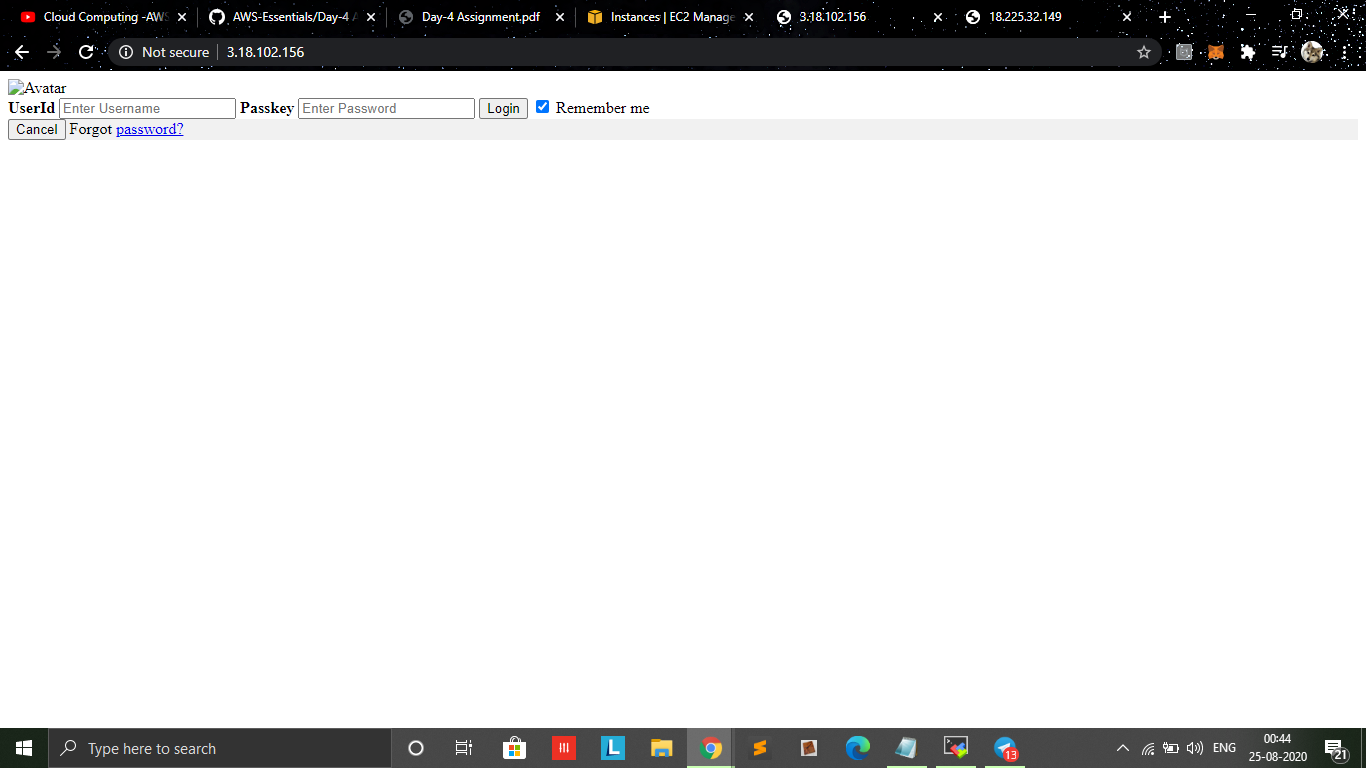 Cloud Computing -AWS
AWS-Essentials/Day-4 A
Day-4 Assignment.pdf
Instances | EC2 Manage
3.18.102.156
18.225.32.149
Not secure
3.18.102.156
Avatar
UserId Enter Username Passkey Enter Password Login Remember me
Cancel Forgot password?
Type here to search
L
13
ENG
00:44
25-08-2020
21